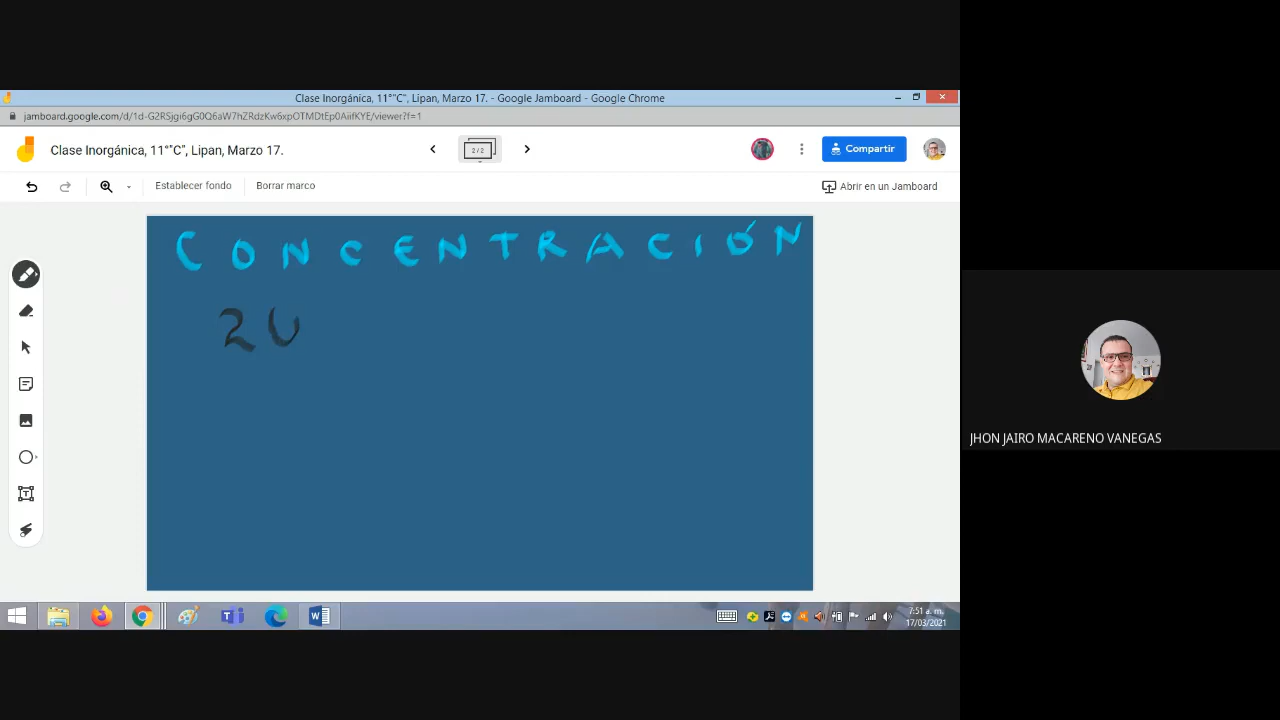 Clase Inorgánica, 11°"C", Lipan, Marzo 17. - Google Jamboard - Google Chrome
jamboard.google.com/d/1d-G2RSjgi6gG0Q6aW7hZRdzKw6xpOTMDtEp0AiifKYE/viewer?f=1
Clase Inorgánica, 11°"C", Lipan, Marzo 17.
2 / 2
Compartir
Establecer fondo
Borrar marco
Abrir en un Jamboard
CONCENTRACIÓN
20
JHON JAIRO MACARENO VANEGAS
7:51 a. m.
17/03/2021